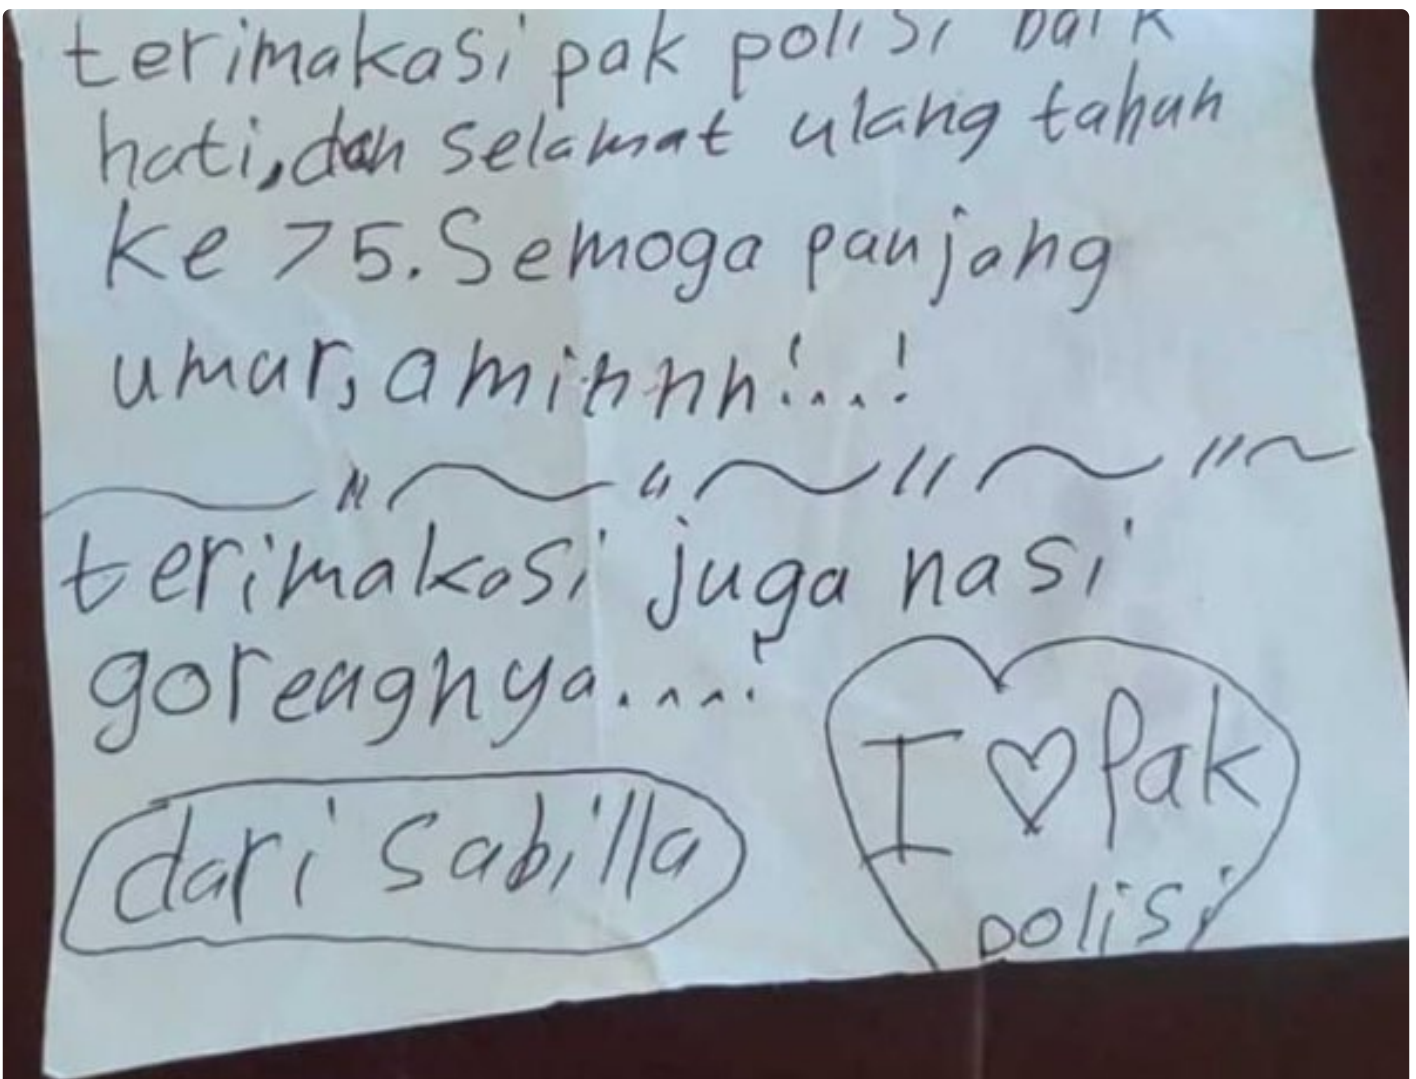 terimakasi pak polisi baik
hati, dan selamat ulang tahun
ke 75. Semoga panjang
umur, aminnn!...!
terimakasi juga nasi
goreagnya....!
dari Sabilla
I ♡ Pak
polisi